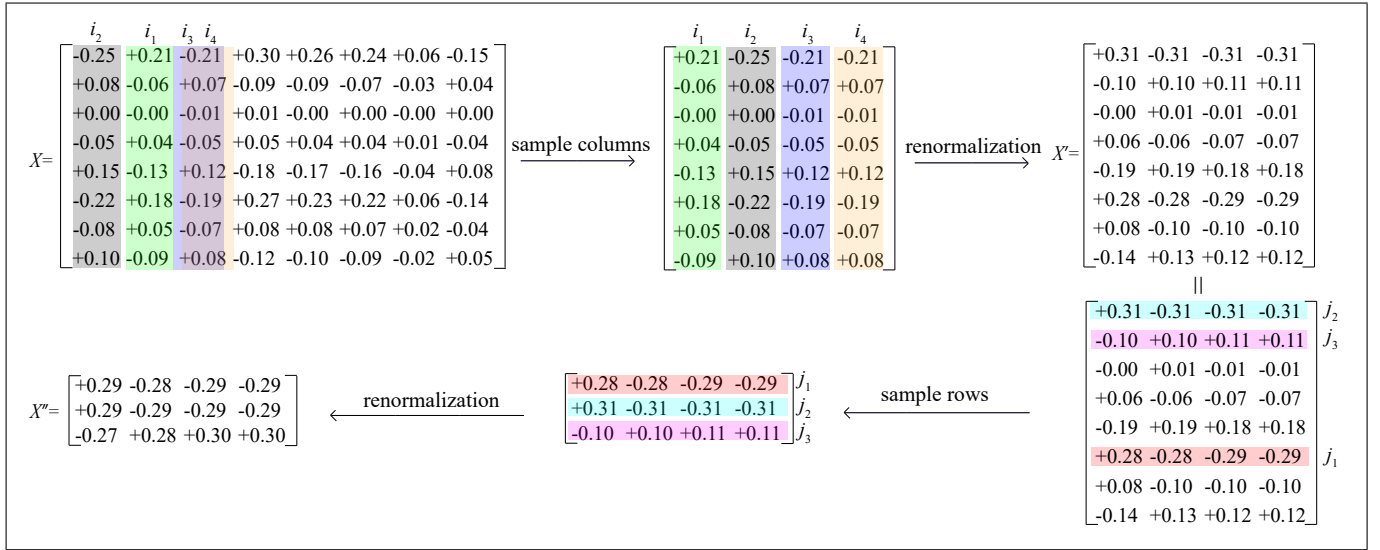 i2 i1 i3 i4
-0.25 +0.21 -0.21 +0.30 +0.26 +0.24 +0.06 -0.15
+0.08 -0.06 +0.07 -0.09 -0.09 -0.07 -0.03 +0.04
+0.00 -0.00 -0.01 +0.01 -0.00 +0.00 -0.00 +0.00
-0.05 +0.04 -0.05 +0.05 +0.04 +0.04 +0.01 -0.04
X=
+0.15 -0.13 +0.12 -0.18 -0.17 -0.16 -0.04 +0.08
-0.22 +0.18 -0.19 +0.27 +0.23 +0.22 +0.06 -0.14
-0.08 +0.05 -0.07 +0.08 +0.08 +0.07 +0.02 -0.04
+0.10 -0.09 +0.08 -0.12 -0.10 -0.09 -0.02 +0.05
sample columns
i1 i2 i3 i4
+0.21 -0.25 -0.21 -0.21
-0.06 +0.08 +0.07 +0.07
-0.00 +0.00 -0.01 -0.01
+0.04 -0.05 -0.05 -0.05
-0.13 +0.15 +0.12 +0.12
+0.18 -0.22 -0.19 -0.19
+0.05 -0.08 -0.07 -0.07
-0.09 +0.10 +0.08 +0.08
renormalization
X'=
+0.31 -0.31 -0.31 -0.31
-0.10 +0.10 +0.11 +0.11
-0.00 +0.01 -0.01 -0.01
+0.06 -0.06 -0.07 -0.07
-0.19 +0.19 +0.18 +0.18
+0.28 -0.28 -0.29 -0.29
+0.08 -0.10 -0.10 -0.10
-0.14 +0.13 +0.12 +0.12
||
+0.31 -0.31 -0.31 -0.31 j2
-0.10 +0.10 +0.11 +0.11 j3
-0.00 +0.01 -0.01 -0.01
+0.06 -0.06 -0.07 -0.07
-0.19 +0.19 +0.18 +0.18
+0.28 -0.28 -0.29 -0.29 j1
+0.08 -0.10 -0.10 -0.10
-0.14 +0.13 +0.12 +0.12
sample rows
+0.28 -0.28 -0.29 -0.29 j1
+0.31 -0.31 -0.31 -0.31 j2
-0.10 +0.10 +0.11 +0.11 j3
renormalization
X''=
+0.29 -0.28 -0.29 -0.29
+0.29 -0.29 -0.29 -0.29
-0.27 +0.28 +0.30 +0.30